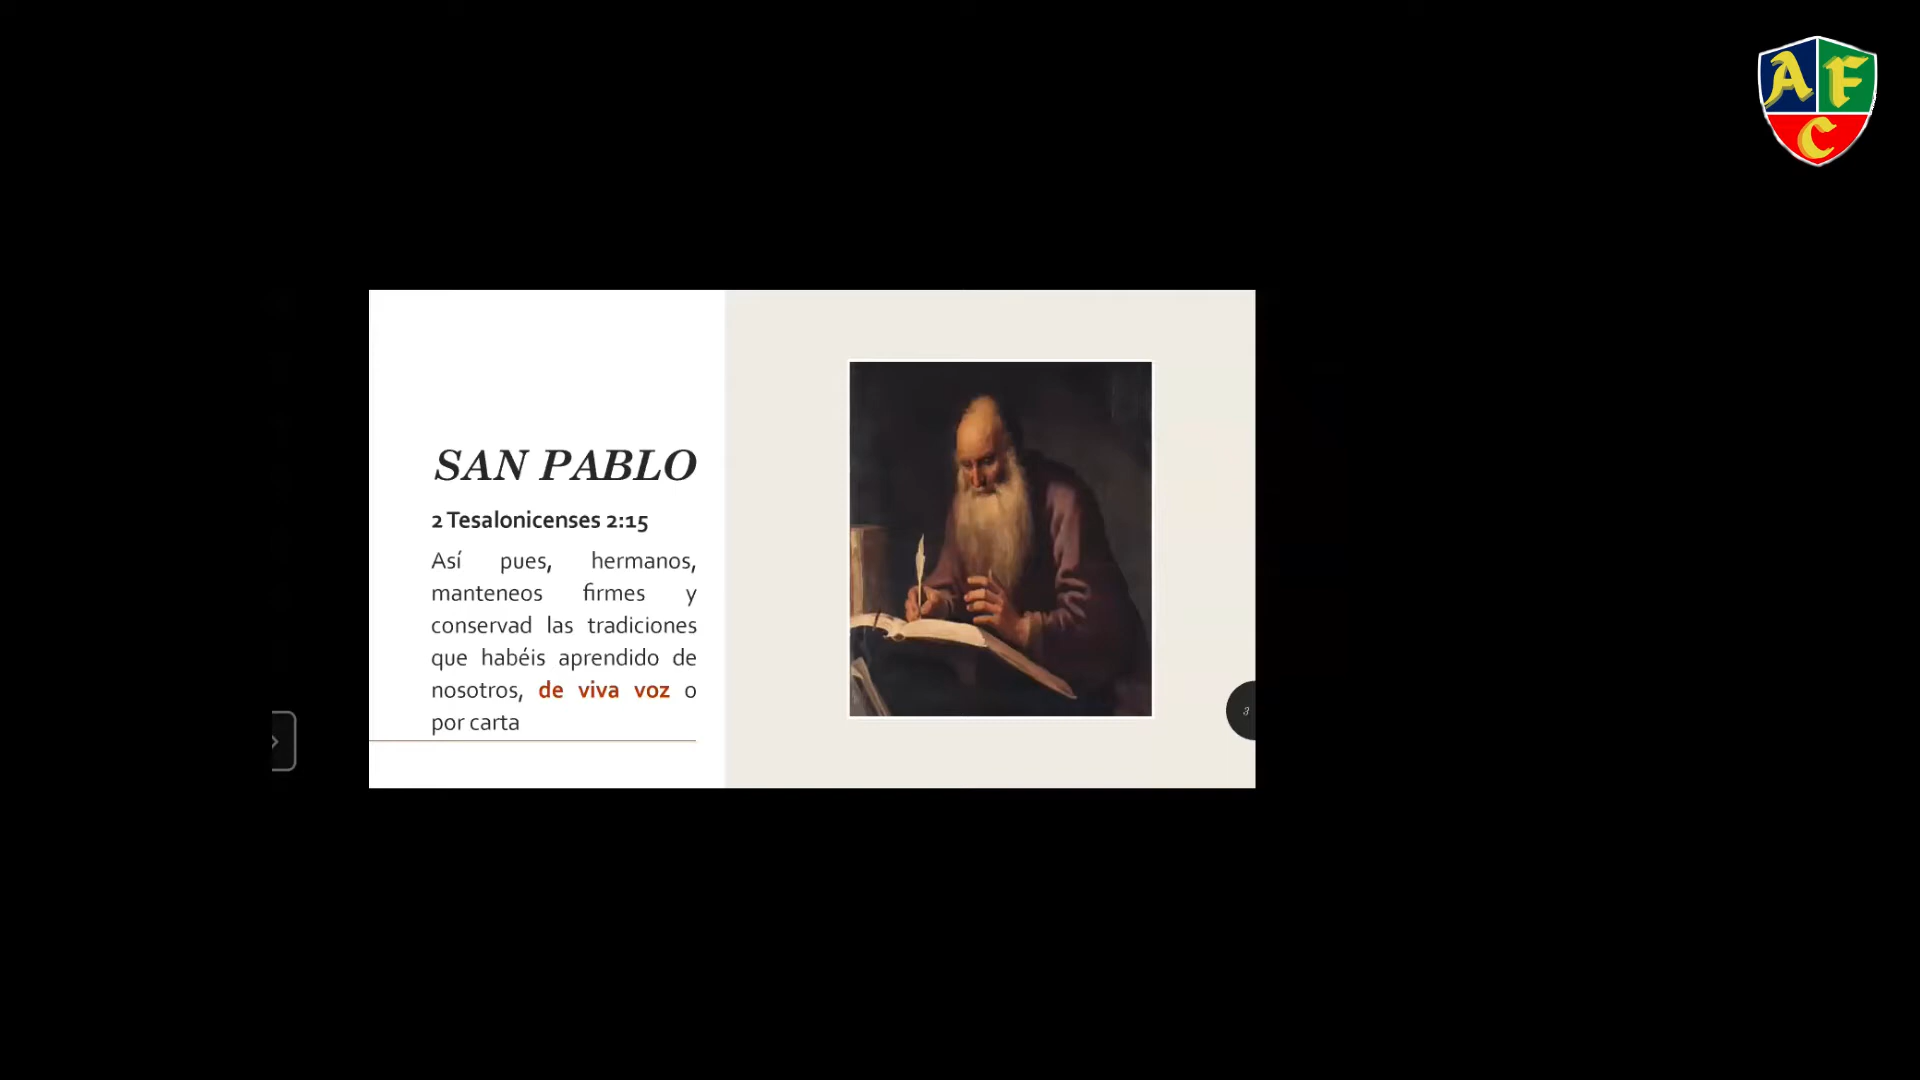 A F
C
SAN PABLO
2 Tesalonicenses 2:15
Así pues, hermanos,
manteneos firmes y
conservad las tradiciones
que habéis aprendido de
nosotros, de viva voz o
por carta
3